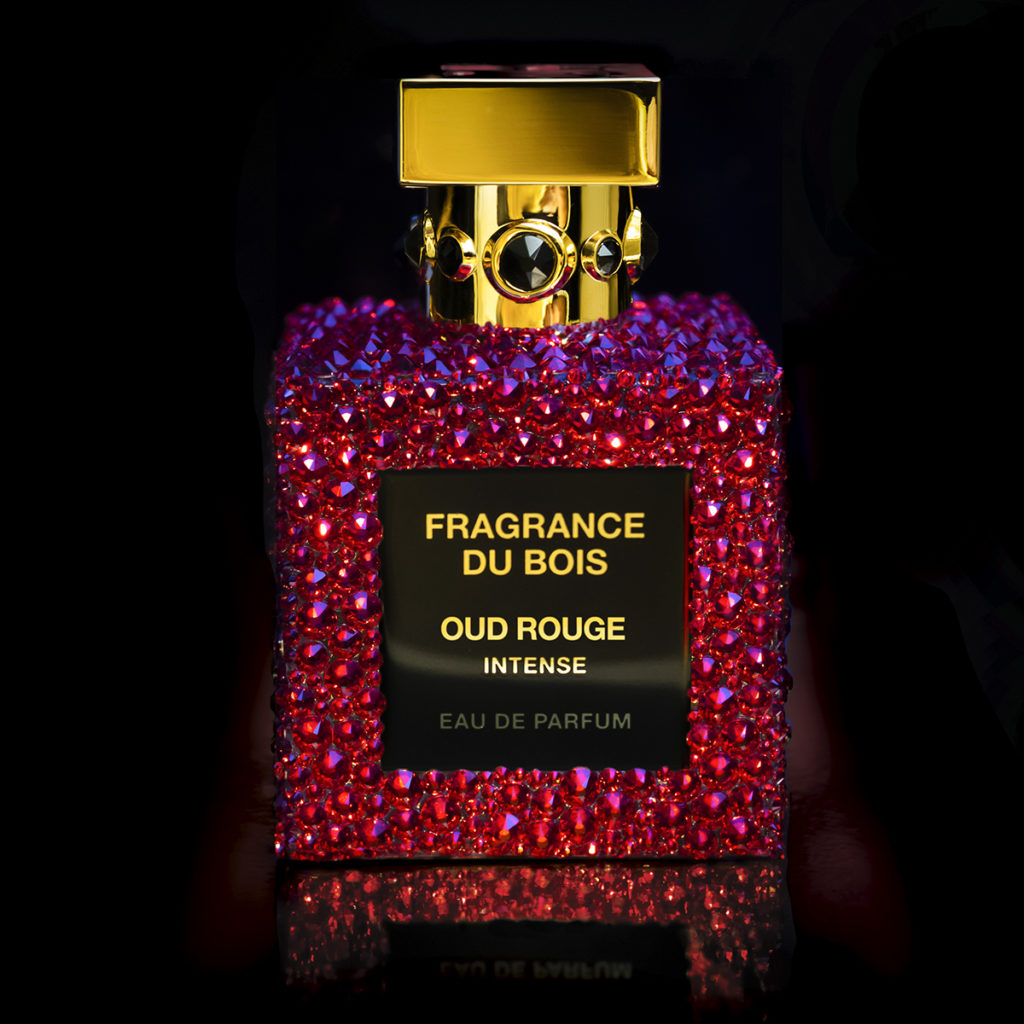 FRAGRANCE
DU BOIS
OUD ROUGE
INTENSE
EAU DE PARFUM